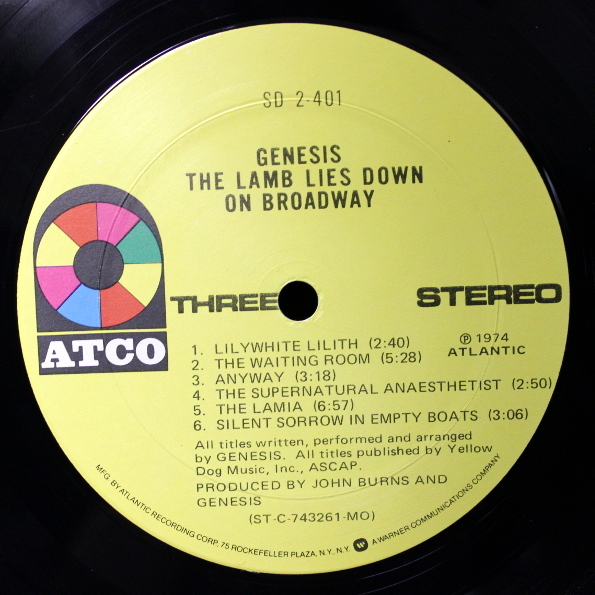 SD 2-401
GENESIS
THE LAMB LIES DOWN
ON BROADWAY
ATCO
THREE
STEREO
1. LILYWHITE LILITH (2:40)
2. THE WAITING ROOM (5:28)
3. ANYWAY (3:18)
4. THE SUPERNATURAL ANAESTHETIST (2:50)
5. THE LAMIA (6:57)
6. SILENT SORROW IN EMPTY BOATS (3:06)
℗ 1974
ATLANTIC
All titles written, performed and arranged
by GENESIS. All titles published by Yellow
Dog Music, Inc., ASCAP.
PRODUCED BY JOHN BURNS AND
GENESIS
(ST-C-743261-MO)
MFG. BY ATLANTIC RECORDING CORP. 75 ROCKEFELLER PLAZA, N.Y. N.Y. W A WARNER COMMUNICATIONS COMPANY